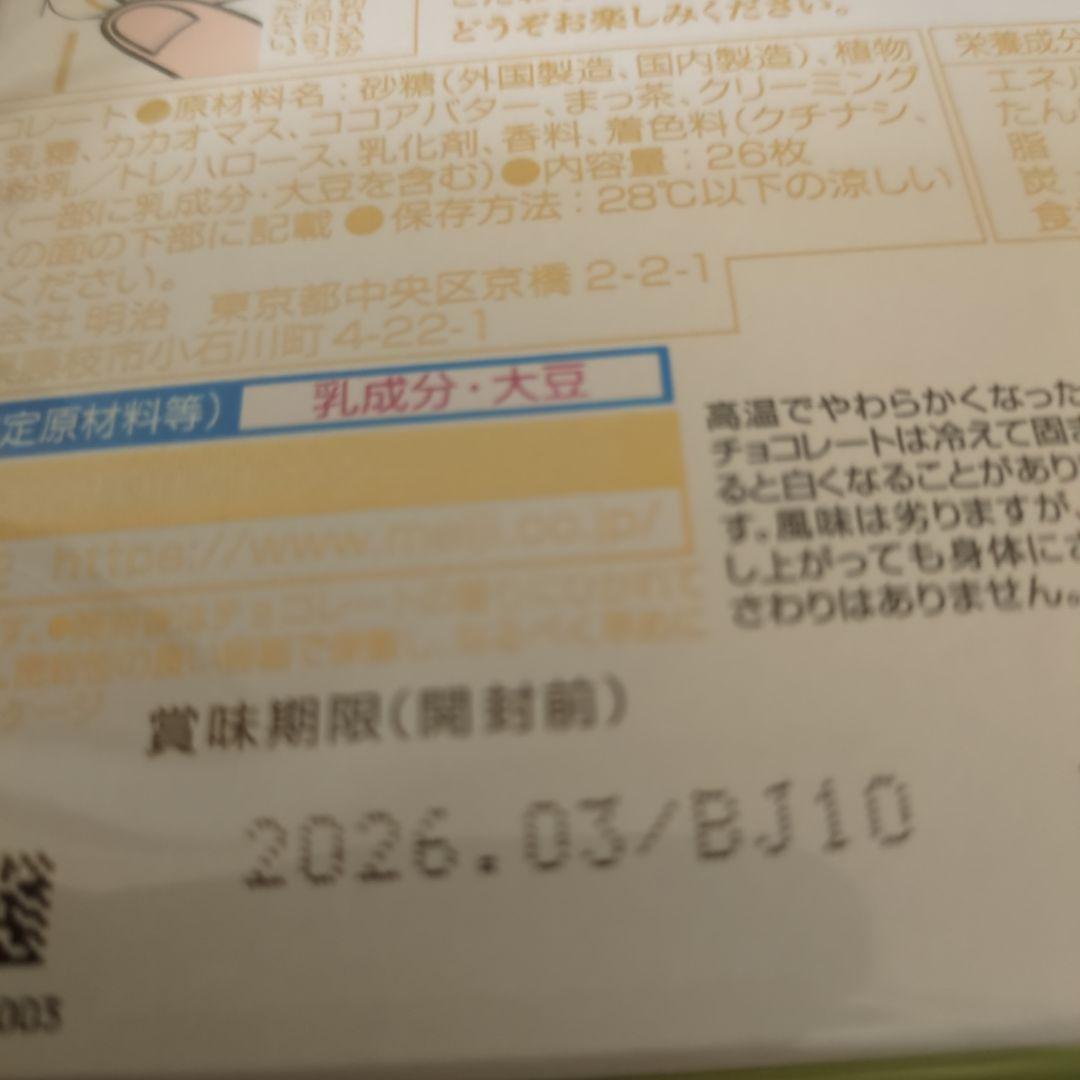 どうぞお楽しみください。
コレート●原材料名：砂糖(外国製造、国内製造)、植物
乳糖、カカオマス、ココアバター、まっ茶、クリーミング
粉乳／トレハロース、乳化剤、香料、着色料(クチナシ、
(一部に乳成分・大豆を含む)●内容量：26枚
の面の下部に記載●保存方法：28℃以下の涼しい
ください。
会社 明治 東京都中央区京橋 2-2-1
藤枝市小石川町4-22-1
栄養成分
エネル
たん
脂
炭
食
定原材料等) 乳成分・大豆
https://www.meiji.co.jp/
高温でやわらかくなった
チョコレートは冷えて固ま
ると白くなることがあり
す。風味は劣りますが、
し上がっても身体に
さわりはありません。
賞味期限(開封前)
2026.03/BJ10
003